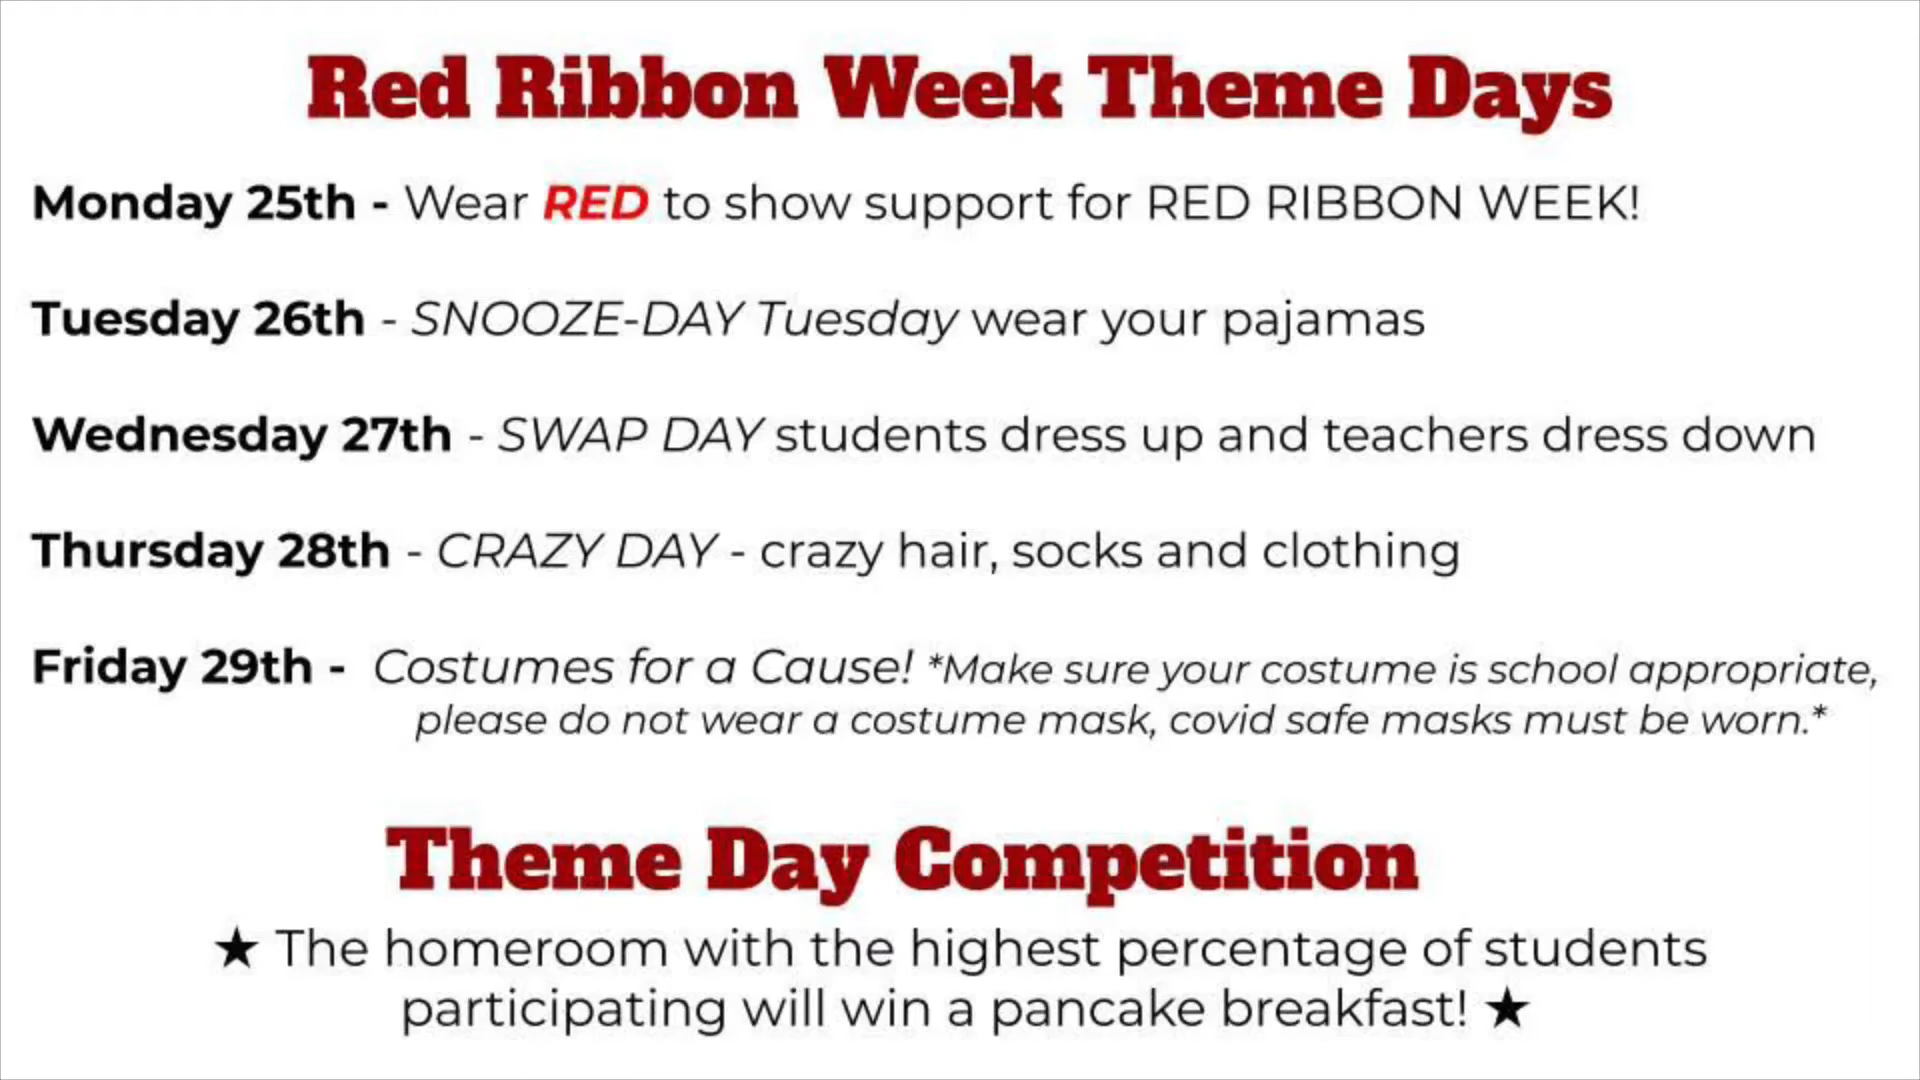 Red Ribbon Week Theme Days
Monday 25th - Wear RED to show support for RED RIBBON WEEK!
Tuesday 26th - SNOOZE-DAY Tuesday wear your pajamas
Wednesday 27th - SWAP DAY students dress up and teachers dress down
Thursday 28th - CRAZY DAY - crazy hair, socks and clothing
Friday 29th - Costumes for a Cause! *Make sure your costume is school appropriate,
please do not wear a costume mask, covid safe masks must be worn.*
Theme Day Competition
★ The homeroom with the highest percentage of students
participating will win a pancake breakfast! ★